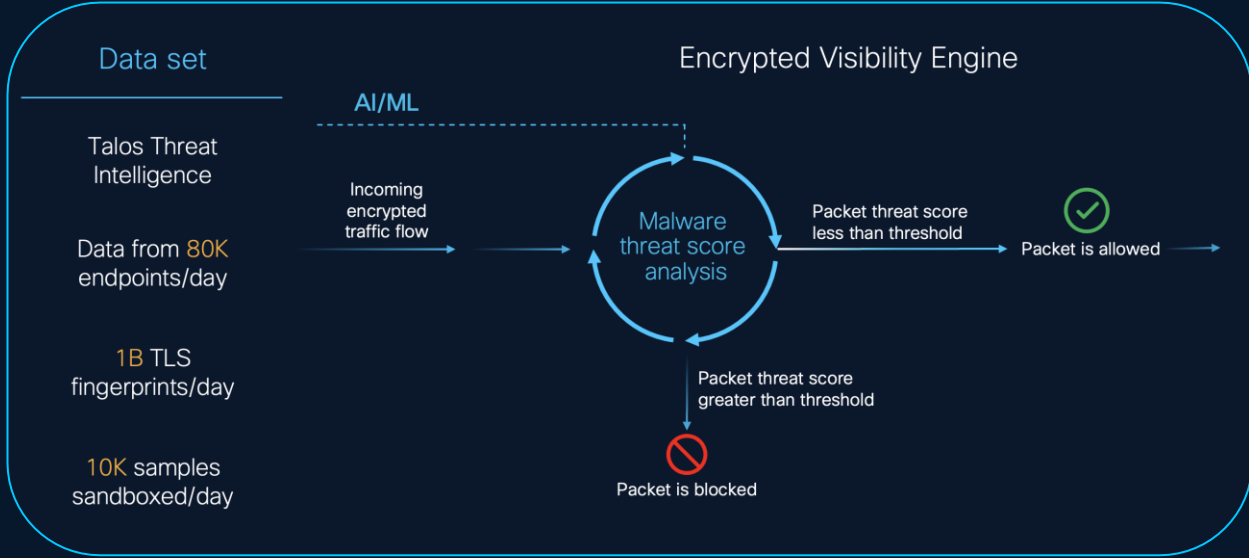 Data set
Talos Threat
Intelligence
Data from 80K
endpoints/day
1B TLS
fingerprints/day
10K samples
sandboxed/day
Encrypted Visibility Engine
AI/ML
Incoming
encrypted
traffic flow
Malware
threat score
analysis
Packet threat score
less than threshold
Packet is allowed
Packet threat score
greater than threshold
Packet is blocked